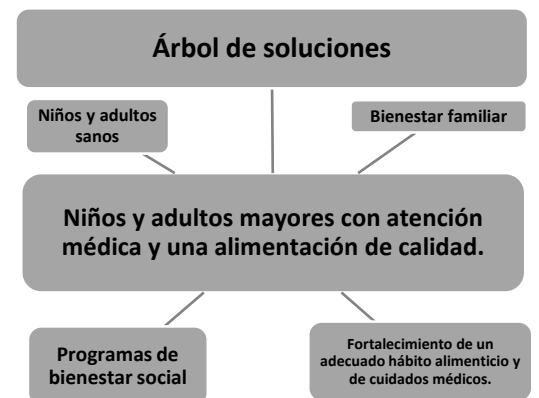 Árbol de soluciones
Niños y adultos
sanos
Bienestar familiar
Niños y adultos mayores con atención
médica y una alimentación de calidad.
Programas de
bienestar social
Fortalecimiento de un
adecuado hábito alimenticio y
de cuidados médicos.